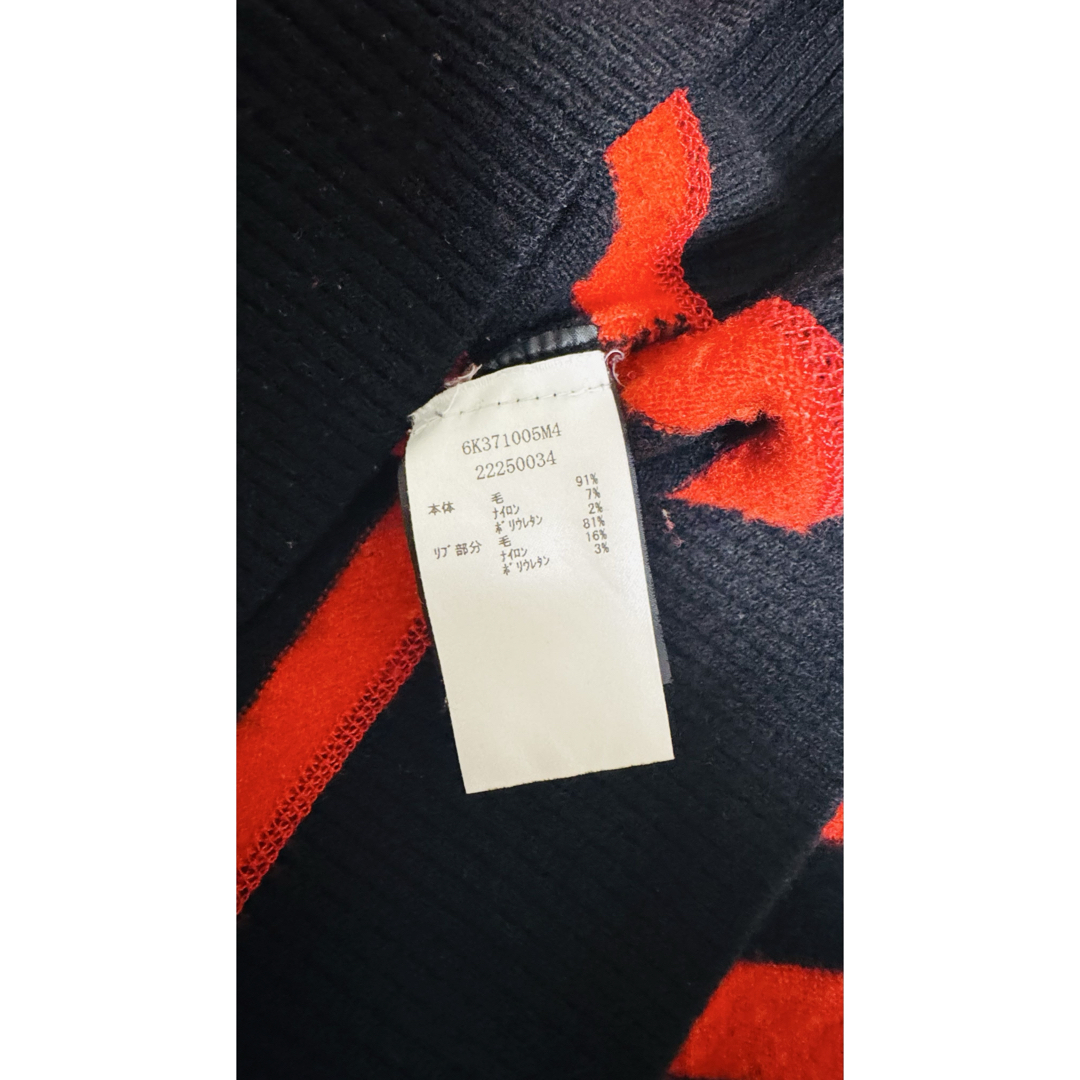 6K371005M4
22250034
本体 毛 91%
ナイロン 7%
ポリウレタン 2%
リブ部分 毛 81%
ナイロン 16%
ポリウレタン 3%